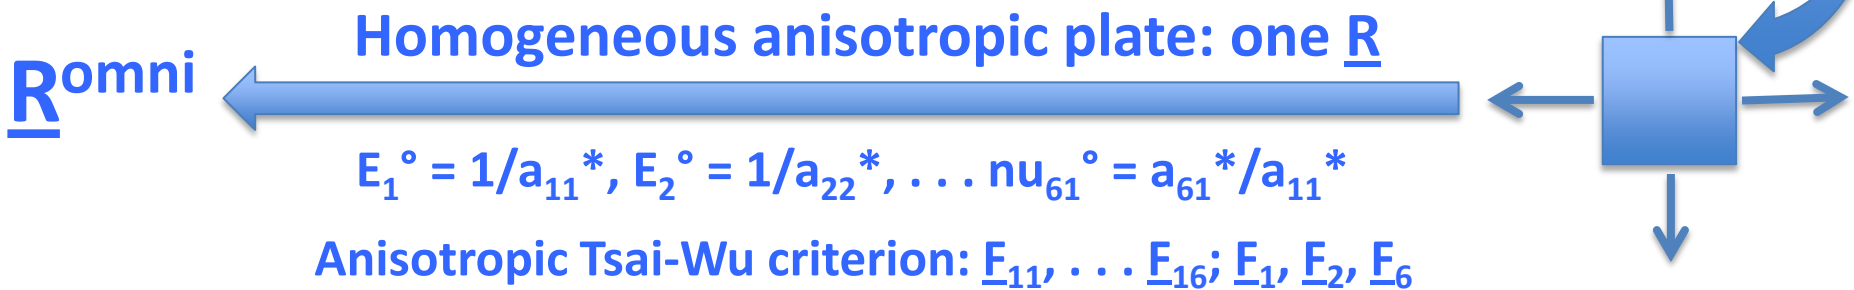 Homogeneous anisotropic plate: one R
R^omni
E₁° = 1/a₁₁*, E₂° = 1/a₂₂*, . . . nu₆₁° = a₆₁*/a₁₁*
Anisotropic Tsai-Wu criterion: F₁₁, . . . F₁₆; F₁, F₂, F₆